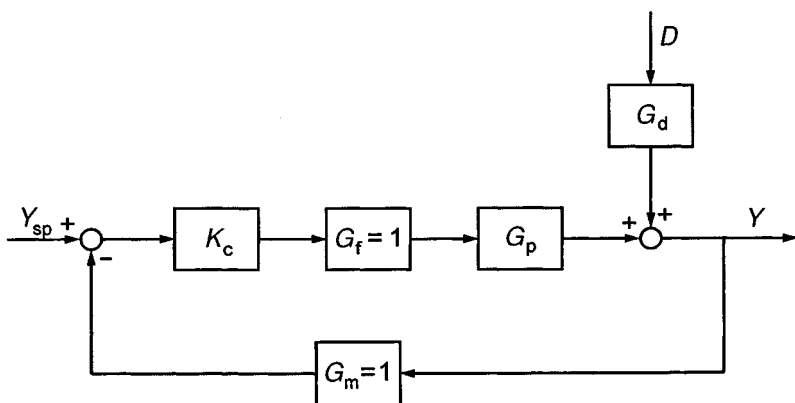 D
G_d
Y_sp + - K_c G_f = 1 G_p + + Y
G_m = 1